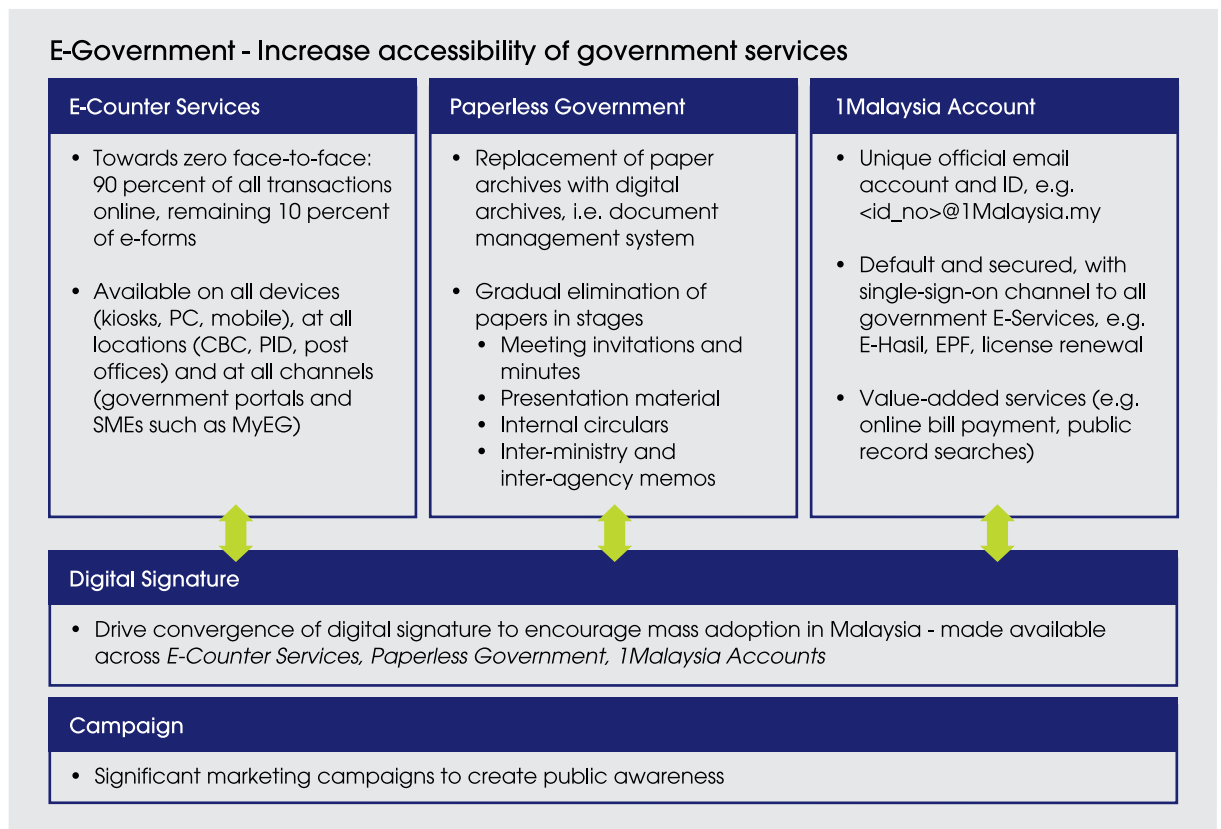 E-Government - Increase accessibility of government services
E-Counter Services
• Towards zero face-to-face:
90 percent of all transactions
online, remaining 10 percent
of e-forms
• Available on all devices
(kiosks, PC, mobile), at all
locations (CBC, PID, post
offices) and at all channels
(government portals and
SMEs such as MyEG)
Paperless Government
• Replacement of paper
archives with digital
archives, i.e. document
management system
• Gradual elimination of
papers in stages
• Meeting invitations and
minutes
• Presentation material
• Internal circulars
• Inter-ministry and
inter-agency memos
1Malaysia Account
• Unique official email
account and ID, e.g.
<id_no>@1Malaysia.my
• Default and secured, with
single-sign-on channel to all
government E-Services, e.g.
E-Hasil, EPF, license renewal
• Value-added services (e.g.
online bill payment, public
record searches)
Digital Signature
• Drive convergence of digital signature to encourage mass adoption in Malaysia - made available
across E-Counter Services, Paperless Government, 1Malaysia Accounts
Campaign
• Significant marketing campaigns to create public awareness